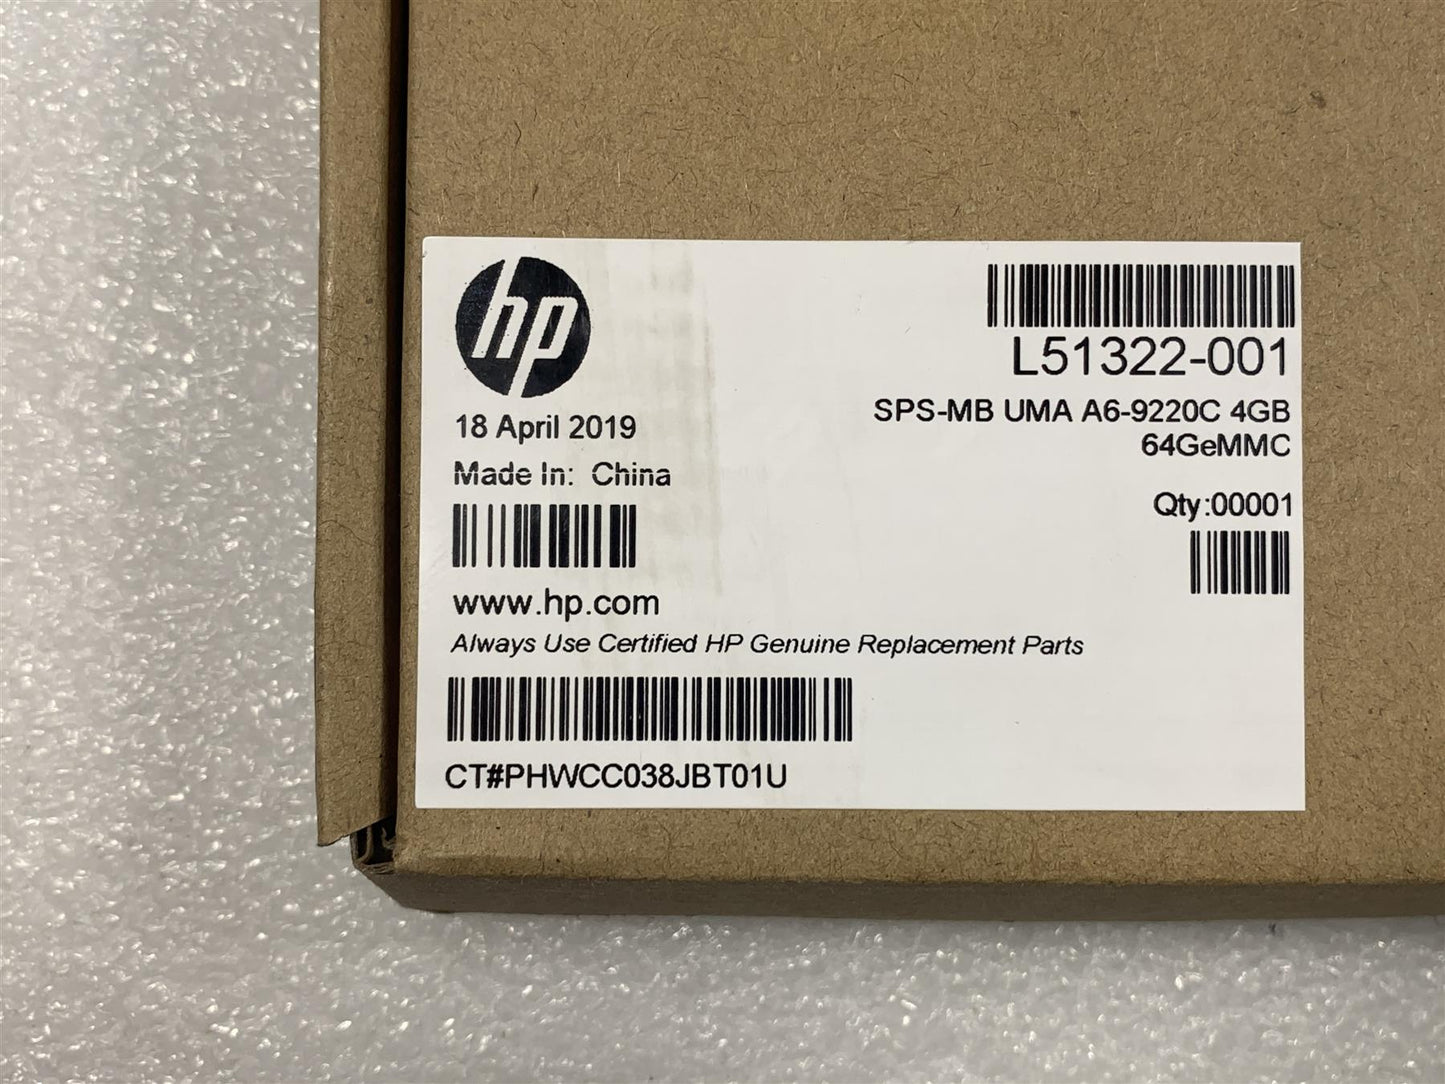 hp
18 April 2019
Made In: China
www.hp.com
Always Use Certified HP Genuine Replacement Parts
CT#PHWCC038JBT01U
L51322-001
SPS-MB UMA A6-9220C 4GB
64GeMMC
Qty:00001